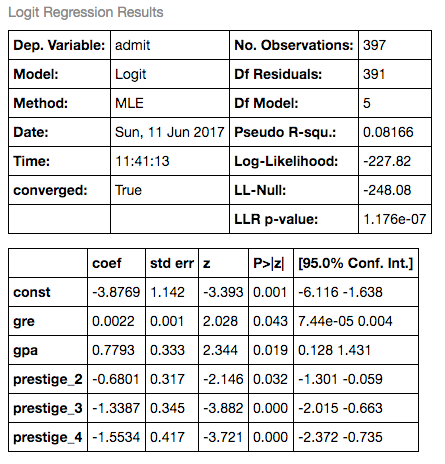 Logit Regression Results
Dep. Variable: admit No. Observations: 397
Model: Logit Df Residuals: 391
Method: MLE Df Model: 5
Date: Sun, 11 Jun 2017 Pseudo R-squ.: 0.08166
Time: 11:41:13 Log-Likelihood: -227.82
converged: True LL-Null: -248.08
LLR p-value: 1.176e-07
coef std err z P>|z| [95.0% Conf. Int.]
const -3.8769 1.142 -3.393 0.001 -6.116 -1.638
gre 0.0022 0.001 2.028 0.043 7.44e-05 0.004
gpa 0.7793 0.333 2.344 0.019 0.128 1.431
prestige_2 -0.6801 0.317 -2.146 0.032 -1.301 -0.059
prestige_3 -1.3387 0.345 -3.882 0.000 -2.015 -0.663
prestige_4 -1.5534 0.417 -3.721 0.000 -2.372 -0.735